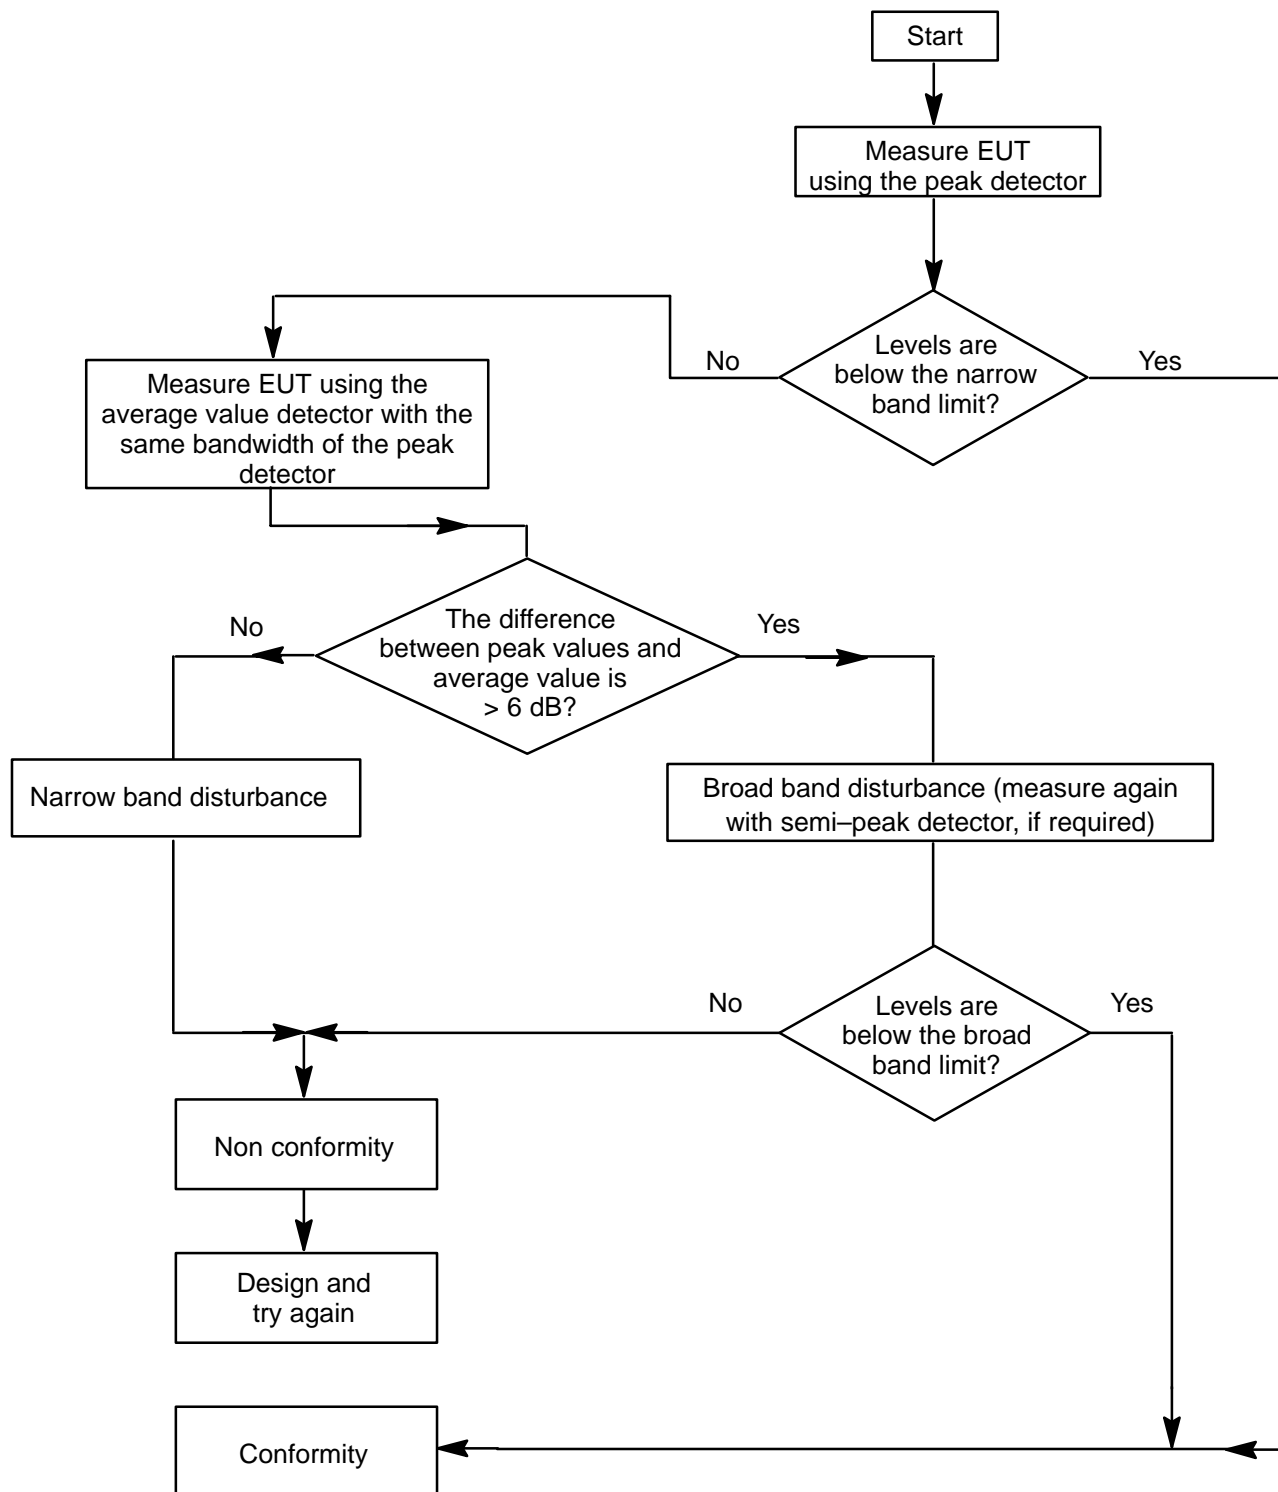 Start
Measure EUT
using the peak detector
Levels are
below the narrow
band limit?
No
Yes
Measure EUT using the
average value detector with the
same bandwidth of the peak
detector
The difference
between peak values and
average value is
> 6 dB?
No
Yes
Narrow band disturbance
Broad band disturbance (measure again
with semi–peak detector, if required)
Levels are
below the broad
band limit?
No
Yes
Non conformity
Design and
try again
Conformity